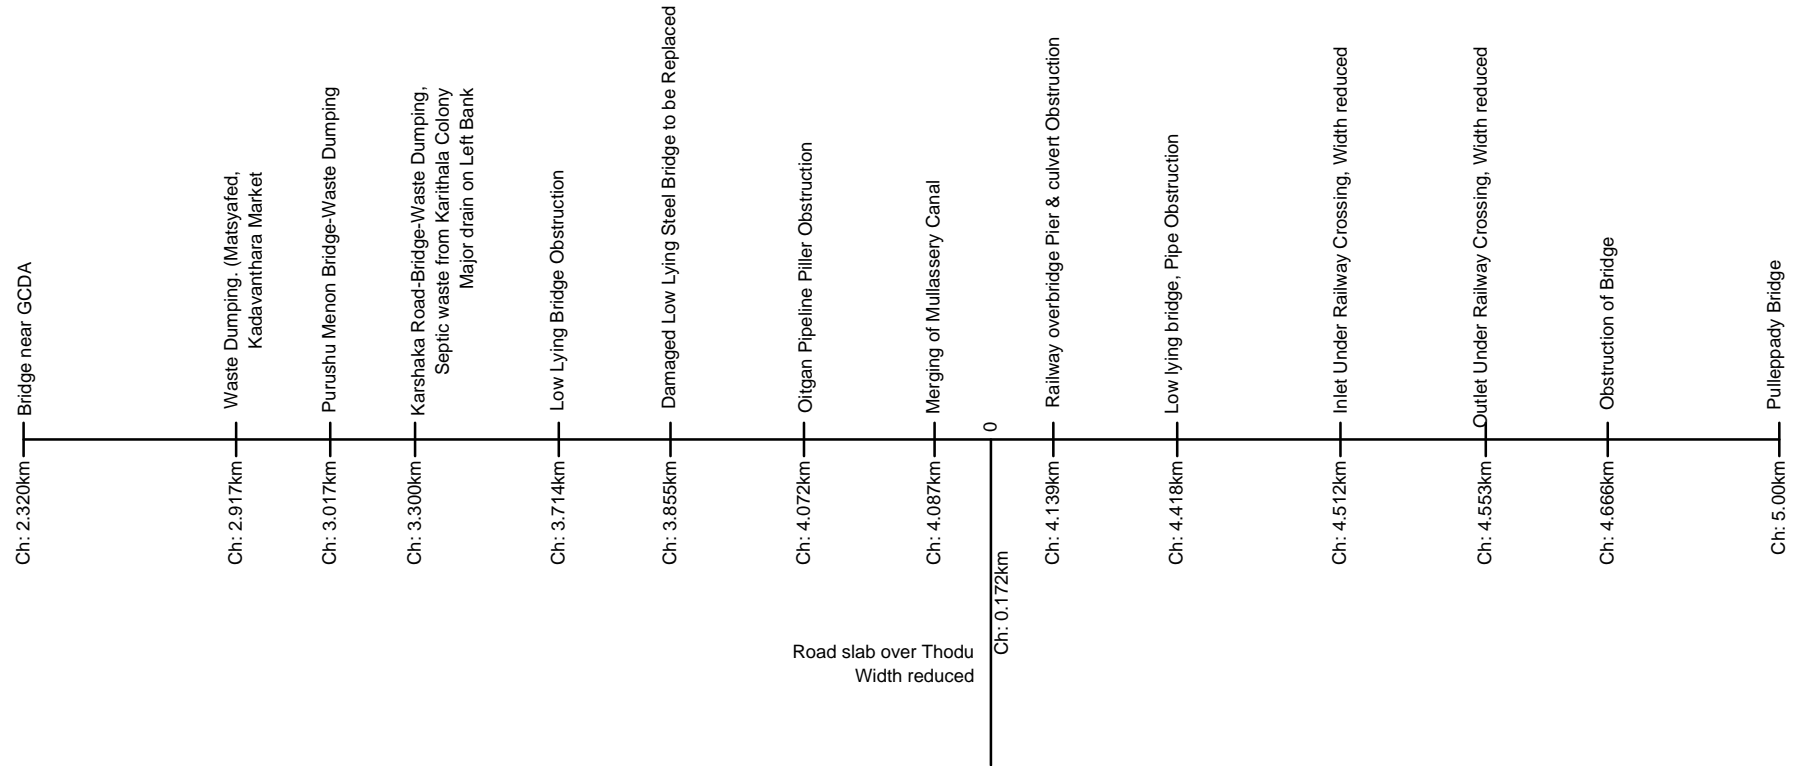 Bridge near GCDA
Waste Dumping. (Matsyafed,
Kadavanthara Market
Purushu Menon Bridge-Waste Dumping
Karshaka Road-Bridge-Waste Dumping,
Septic waste from Karithala Colony
Major drain on Left Bank
Low Lying Bridge Obstruction
Damaged Low Lying Steel Bridge to be Replaced
Oitgan Pipeline Piller Obstruction
Merging of Mullassery Canal
0
Railway overbridge Pier & culvert Obstruction
Low lying bridge, Pipe Obstruction
Inlet Under Railway Crossing, Width reduced
Outlet Under Railway Crossing, Width reduced
Obstruction of Bridge
Pulleppady Bridge
Ch: 2.320km
Ch: 2.917km
Ch: 3.017km
Ch: 3.300km
Ch: 3.714km
Ch: 3.855km
Ch: 4.072km
Ch: 4.087km
Ch: 4.139km
Ch: 4.418km
Ch: 4.512km
Ch: 4.553km
Ch: 4.666km
Ch: 5.00km
Ch: 0.172km
Road slab over Thodu
Width reduced